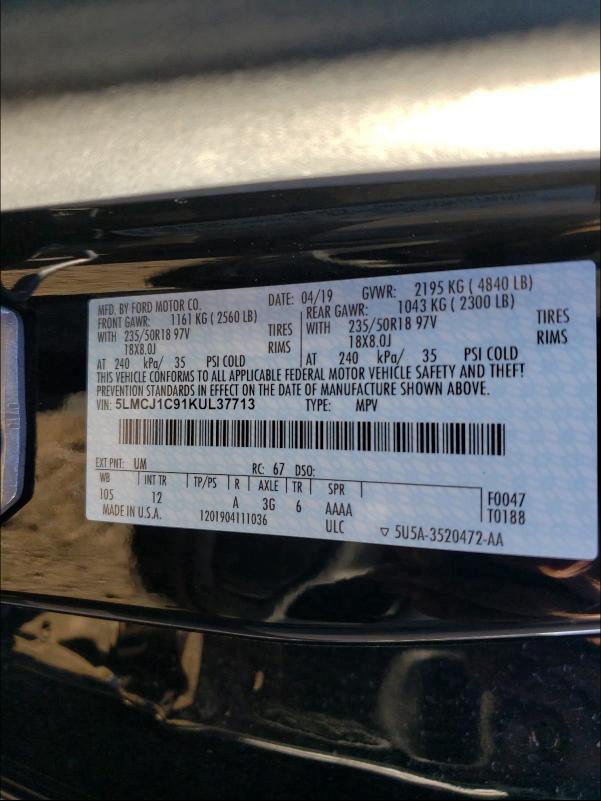 MFD. BY FORD MOTOR CO. DATE: 04/19 GVWR: 2195 KG ( 4840 LB)
FRONT GAWR: 1161 KG ( 2560 LB) REAR GAWR: 1043 KG ( 2300 LB)
WITH 235/50R18 97V TIRES WITH 235/50R18 97V TIRES
18X8.0J RIMS 18X8.0J RIMS
AT 240 kPa/ 35 PSI COLD AT 240 kPa/ 35 PSI COLD
THIS VEHICLE CONFORMS TO ALL APPLICABLE FEDERAL MOTOR VEHICLE SAFETY AND THEFT
PREVENTION STANDARDS IN EFFECT ON THE DATE OF MANUFACTURE SHOWN ABOVE.
VIN: 5LMCJ1C91KUL37713 TYPE: MPV
EXT PNT: UM RC: 67 DSO:
WB INT TR TP/PS R AXLE TR SPR
105 12 A 3G 6 AAAA F0047
MADE IN U.S.A. 1201904111036 ULC T0188
▽ 5U5A-3520472-AA